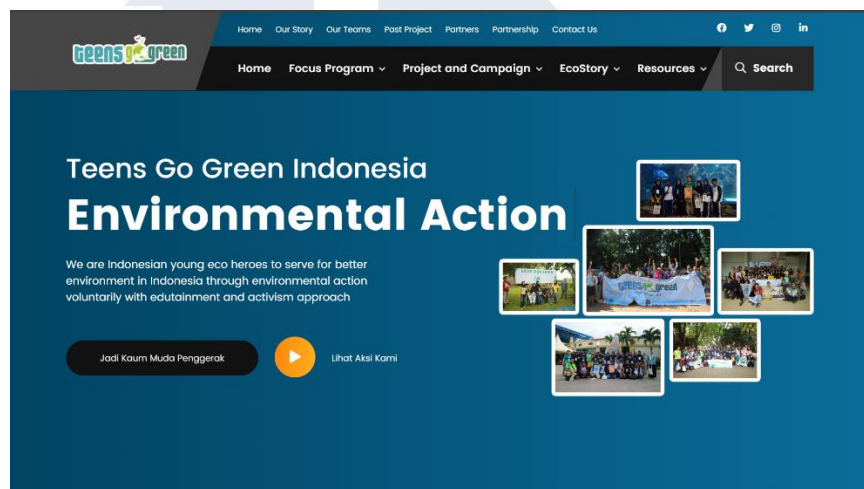 Home Our Story Our Teams Past Project Partners Partnership Contact Us
teens go green
Home Focus Program Project and Campaign EcoStory Resources Search
Teens Go Green Indonesia
Environmental Action
We are Indonesian young eco heroes to serve for better
environment in Indonesia through environmental action
voluntarily with edutainment and activism approach
Jadi Kaum Muda Penggerak Lihat Aksi Kami
teens go green